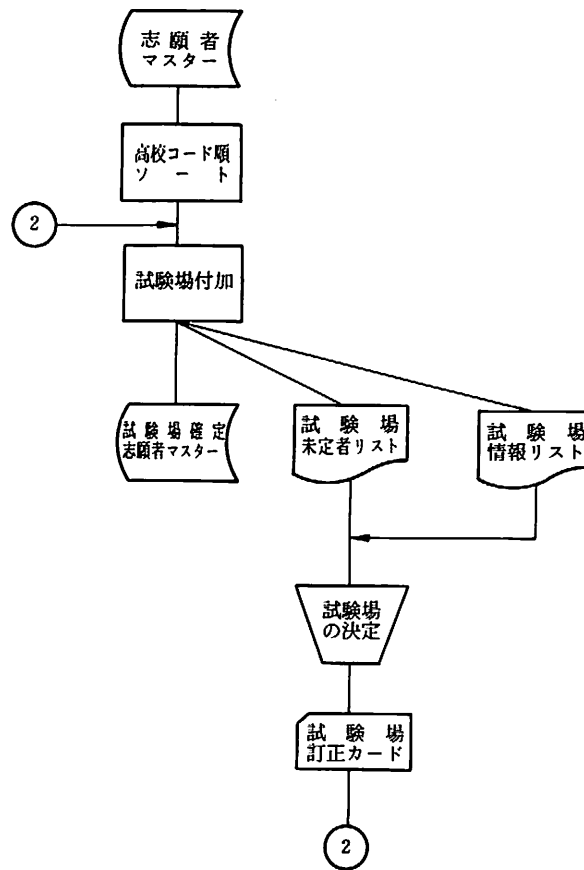 志願者
マスター
高校コード順
ソート
2
試験場付加
試験場確定
志願者マスター
試験場
未定者リスト
試験場
情報リスト
試験場
の決定
試験場
訂正カード
2